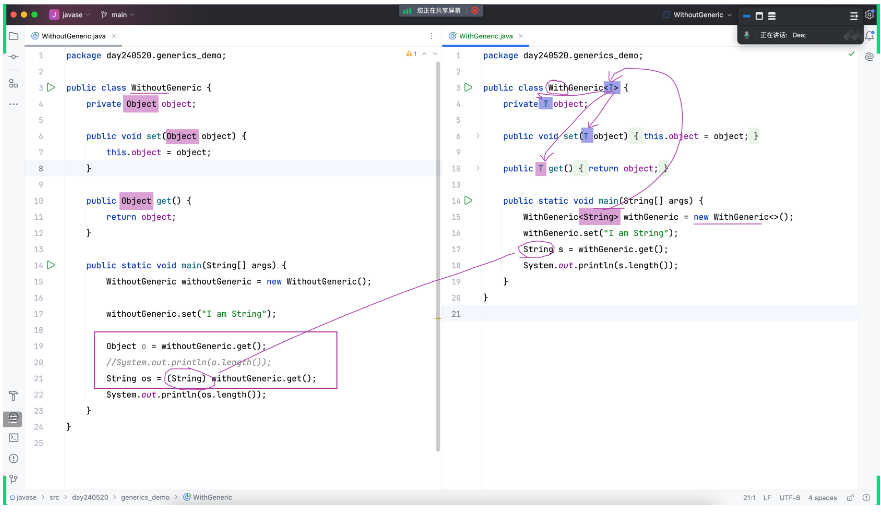 javase
main
您正在共享屏幕
WithoutGeneric
正在讲话: Dee;
WithoutGeneric.java
1
1 package day240520.generics_demo;
2
3 public class WithoutGeneric {
4 private Object object;
5
6 public void set(Object object) {
7 this.object = object;
8 }
9
10 public Object get() {
11 return object;
12 }
13
14 public static void main(String[] args) {
15 WithoutGeneric withoutGeneric = new WithoutGeneric();
16
17 withoutGeneric.set("I am String");
18
19 Object o = withoutGeneric.get();
20 //System.out.println(o.length());
21 String os = (String) withoutGeneric.get();
22 System.out.println(os.length());
23 }
24 }
25
WithGeneric.java
1 package day240520.generics_demo;
2
3 public class WithGeneric<T> {
4 private T object;
5
6 public void set(T object) { this.object = object; }
9
10 public T get() { return object; }
13
14 public static void main(String[] args) {
15 WithGeneric<String> withGeneric = new WithGeneric<>();
16 withGeneric.set("I am String");
17 String s = withGeneric.get();
18 System.out.println(s.length());
19 }
20 }
21
javase > src > day240520 > generics_demo > WithGeneric
21:1 LF UTF-8 4 spaces